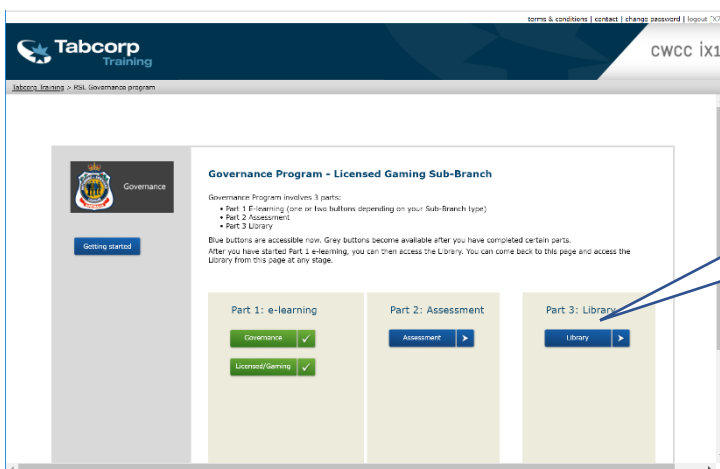 terms & conditions | contact | change password | logout
Tabcorp
Training
cwcc ix1
Tabcorp Training > RSL Governance program
Governance
Getting started
Governance Program - Licensed Gaming Sub-Branch
Governance Program involves 3 parts:
• Part 1 E-learning (one or two buttons depending on your Sub-Branch type)
• Part 2 Assessment
• Part 3 Library
Blue buttons are accessible now. Grey buttons become available after you have completed certain parts.
After you have started Part 1 e-learning, you can then access the Library. You can come back to this page and access the
Library from this page at any stage.
Part 1: e-learning
Governance
Licensed/Gaming
Part 2: Assessment
Assessment
Part 3: Library
Library